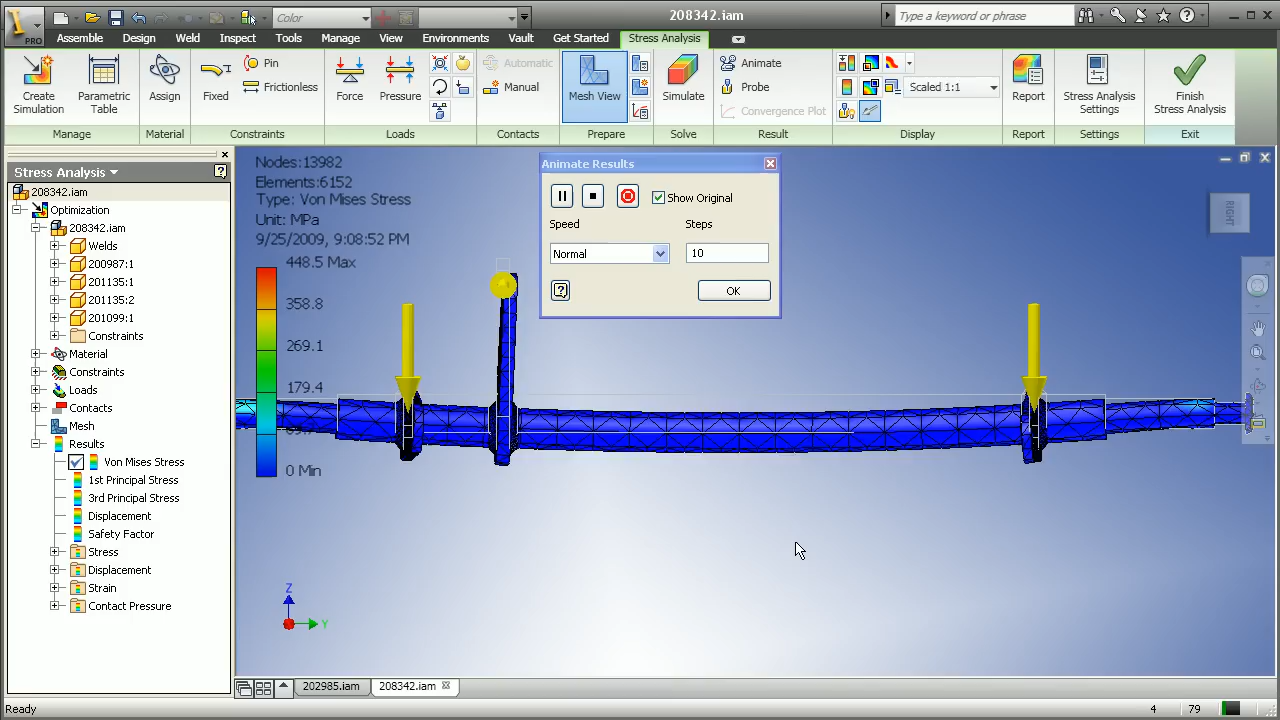 Color
208342.iam
Type a keyword or phrase
PRO
Assemble
Design
Weld
Inspect
Tools
Manage
View
Environments
Vault
Get Started
Stress Analysis
Create
Simulation
Parametric
Table
Assign
Fixed
Pin
Frictionless
Force
Pressure
Automatic
Manual
Mesh View
Simulate
Animate
Probe
Convergence Plot
Scaled 1:1
Report
Stress Analysis
Settings
Finish
Stress Analysis
Manage
Material
Constraints
Loads
Contacts
Prepare
Solve
Result
Display
Report
Settings
Exit
Stress Analysis
208342.iam
Optimization
208342.iam
Welds
200987:1
201135:1
201135:2
201099:1
Constraints
Material
Constraints
Loads
Contacts
Mesh
Results
Von Mises Stress
1st Principal Stress
3rd Principal Stress
Displacement
Safety Factor
Stress
Displacement
Strain
Contact Pressure
Nodes:13982
Elements:6152
Type: Von Mises Stress
Unit: MPa
9/25/2009, 9:08:52 PM
448.5 Max
358.8
269.1
179.4
0 Min
Animate Results
Show Original
Speed
Steps
Normal
10
OK
RIGHT
Z
Y
202985.iam
208342.iam
Ready
4
79